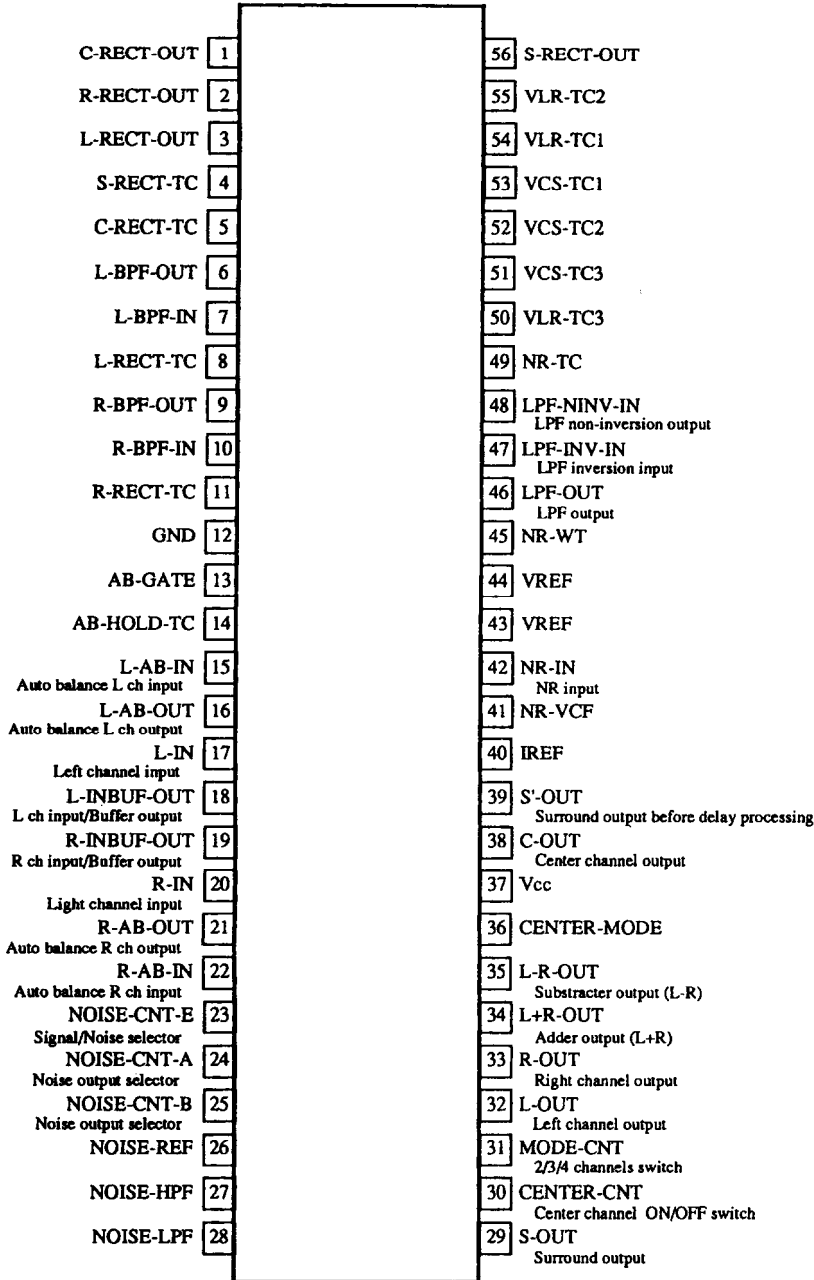 C-RECT-OUT 1
R-RECT-OUT 2
L-RECT-OUT 3
S-RECT-TC 4
C-RECT-TC 5
L-BPF-OUT 6
L-BPF-IN 7
L-RECT-TC 8
R-BPF-OUT 9
R-BPF-IN 10
R-RECT-TC 11
GND 12
AB-GATE 13
AB-HOLD-TC 14
L-AB-IN 15
Auto balance L ch input
L-AB-OUT 16
Auto balance L ch output
L-IN 17
Left channel input
L-INBUF-OUT 18
L ch input/Buffer output
R-INBUF-OUT 19
R ch input/Buffer output
R-IN 20
Light channel input
R-AB-OUT 21
Auto balance R ch output
R-AB-IN 22
Auto balance R ch input
NOISE-CNT-E 23
Signal/Noise selector
NOISE-CNT-A 24
Noise output selector
NOISE-CNT-B 25
Noise output selector
NOISE-REF 26
NOISE-HPF 27
NOISE-LPF 28
56 S-RECT-OUT
55 VLR-TC2
54 VLR-TC1
53 VCS-TC1
52 VCS-TC2
51 VCS-TC3
50 VLR-TC3
49 NR-TC
48 LPF-NINV-IN
LPF non-inversion output
47 LPF-INV-IN
LPF inversion input
46 LPF-OUT
LPF output
45 NR-WT
44 VREF
43 VREF
42 NR-IN
NR input
41 NR-VCF
40 IREF
39 S'-OUT
Surround output before delay processing
38 C-OUT
Center channel output
37 Vcc
36 CENTER-MODE
35 L-R-OUT
Substracter output (L-R)
34 L+R-OUT
Adder output (L+R)
33 R-OUT
Right channel output
32 L-OUT
Left channel output
31 MODE-CNT
2/3/4 channels switch
30 CENTER-CNT
Center channel ON/OFF switch
29 S-OUT
Surround output